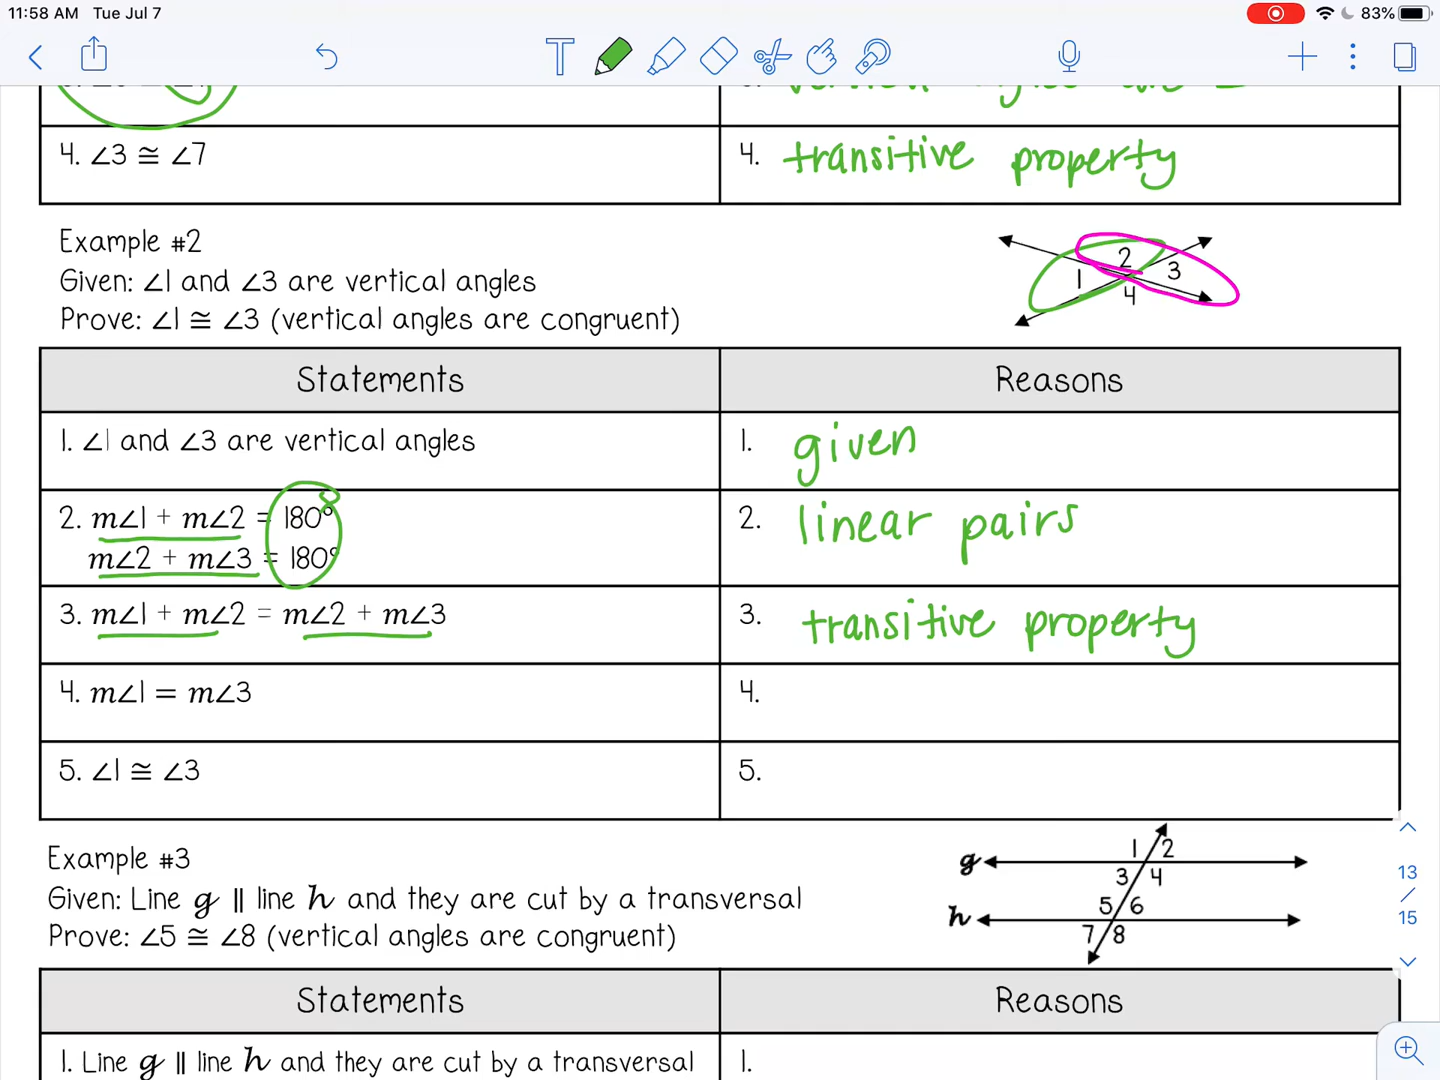 11:58 AM Tue Jul 7
83%
4. ∠3 ≅ ∠7
4. transitive property
Example #2
Given: ∠1 and ∠3 are vertical angles
Prove: ∠1 ≅ ∠3 (vertical angles are congruent)
2
1
3
4
Statements
Reasons
1. ∠1 and ∠3 are vertical angles
1. given
2. m∠1 + m∠2 = 180°
m∠2 + m∠3 = 180°
2. linear pairs
3. m∠1 + m∠2 = m∠2 + m∠3
3. transitive property
4. m∠1 = m∠3
4.
5. ∠1 ≅ ∠3
5.
Example #3
Given: Line g ∥ line h and they are cut by a transversal
Prove: ∠5 ≅ ∠8 (vertical angles are congruent)
1 2
g
3 4
5 6
h
7 8
13
/
15
Statements
Reasons
1. Line g ∥ line h and they are cut by a transversal
1.